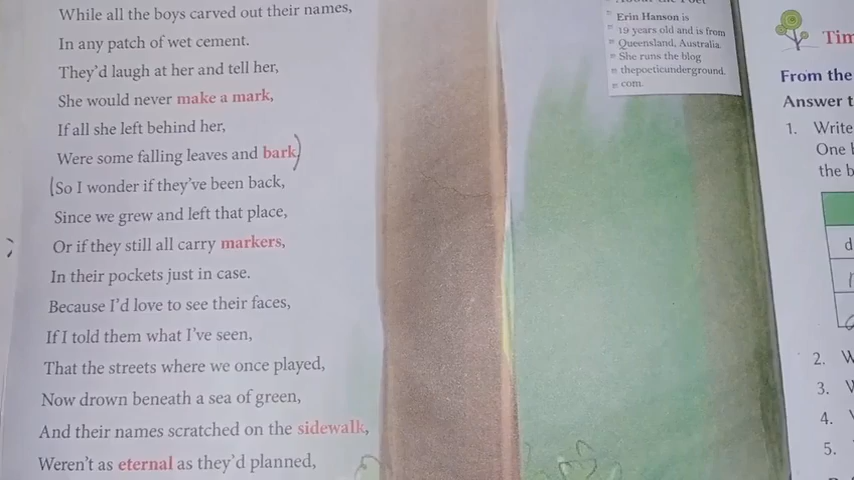 While all the boys carved out their names,
In any patch of wet cement.
They'd laugh at her and tell her,
She would never make a mark,
If all she left behind her,
Were some falling leaves and bark
So I wonder if they've been back,
Since we grew and left that place,
Or if they still all carry markers,
In their pockets just in case.
Because I'd love to see their faces,
If I told them what I've seen,
That the streets where we once played,
Now drown beneath a sea of green,
And their names scratched on the sidewalk,
Weren't as eternal as they'd planned,
Erin Hanson is
19 years old and is from
Queensland, Australia.
She runs the blog
thepoeticunderground.
com.
From the
Answer
1. Write
One
the
2.
3.
4.
5.